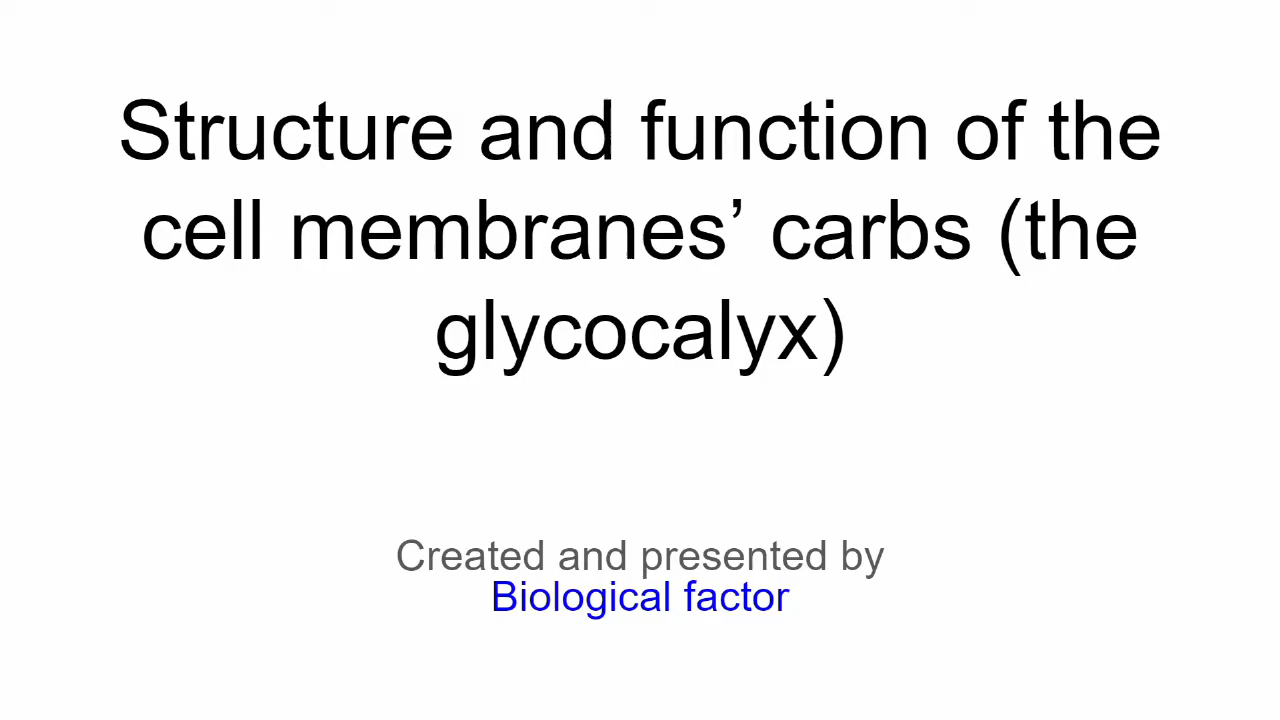 Structure and function of the
cell membranes’ carbs (the
glycocalyx)
Created and presented by
Biological factor